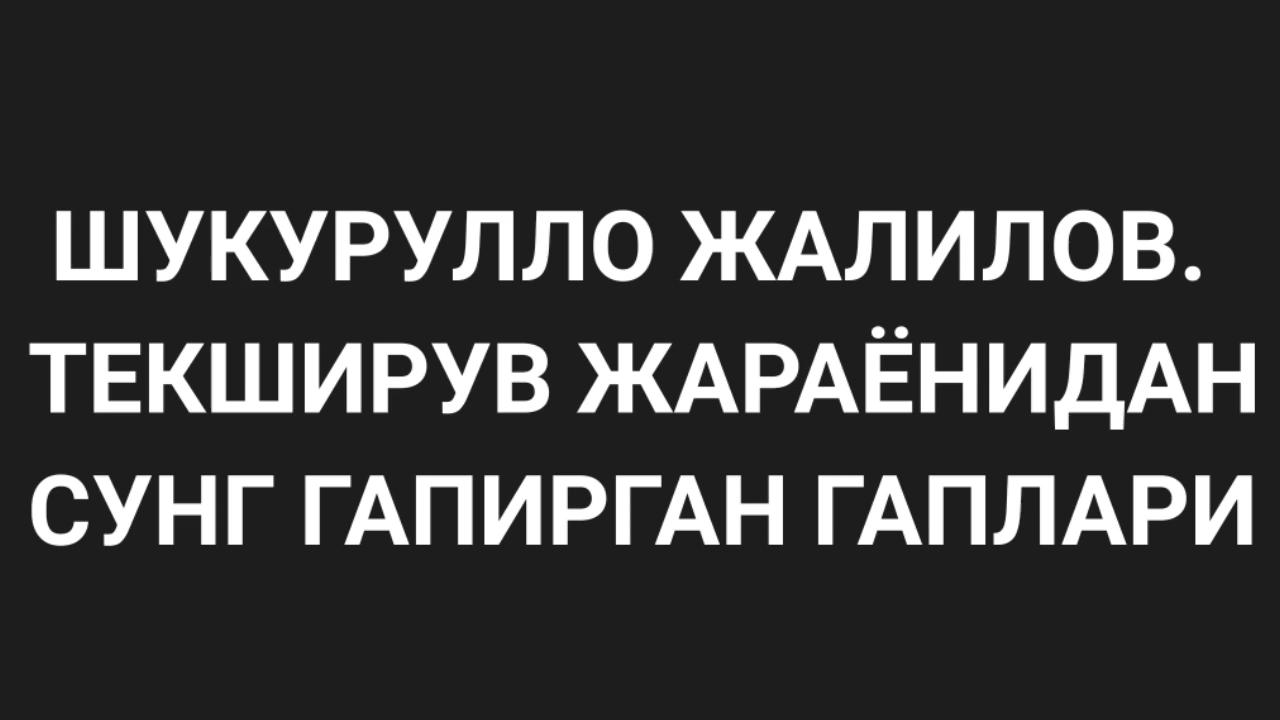 ШУКУРУЛЛО ЖАЛИЛОВ.
ТЕКШИРУВ ЖАРАЁНИДАН
СУНГ ГАПИРГАН ГАПЛАРИ